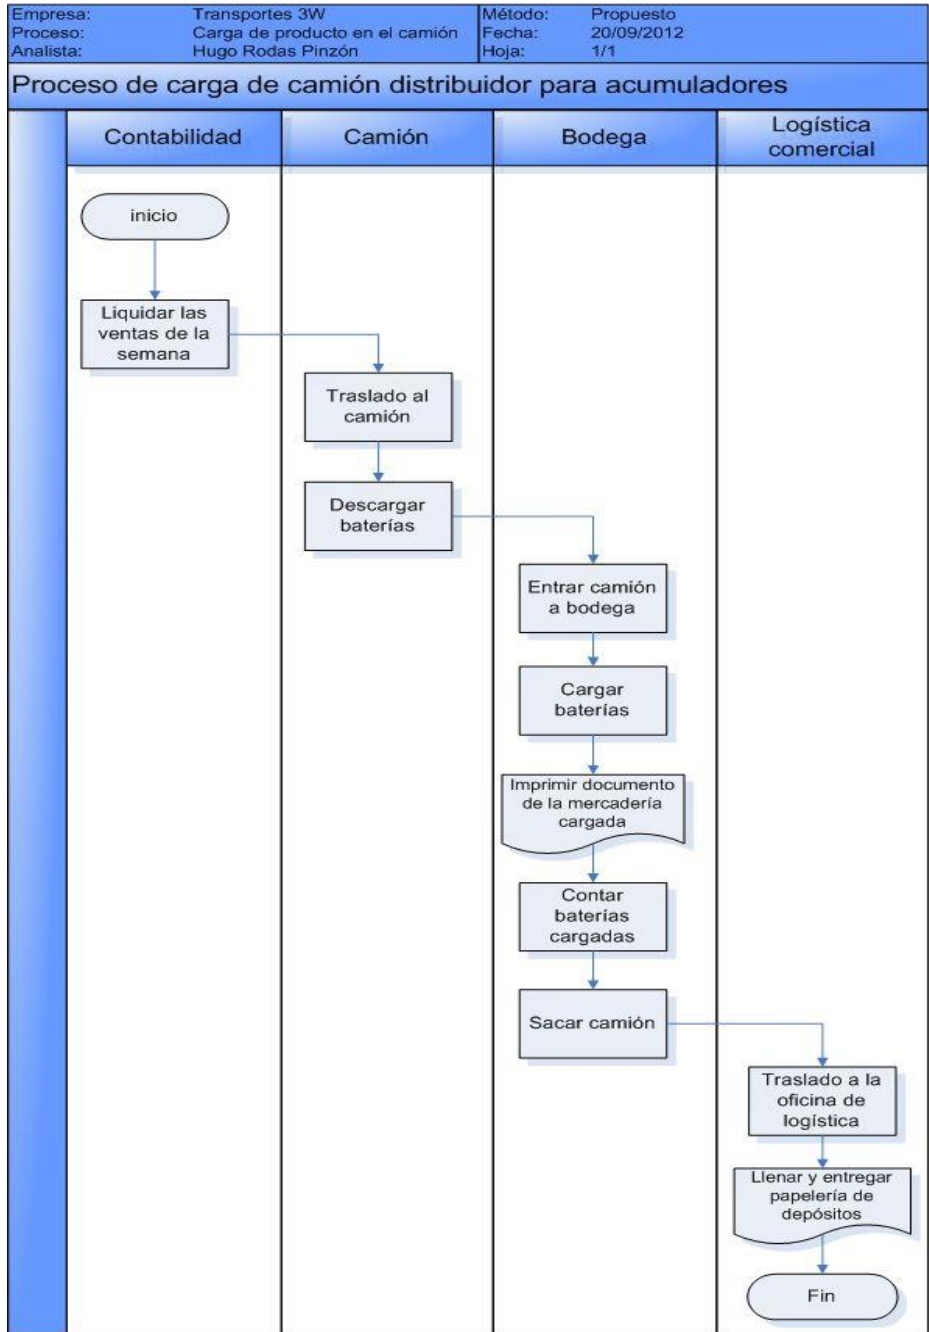 Empresa: Transportes 3W Método: Propuesto
Proceso: Carga de producto en el camión Fecha: 20/09/2012
Analista: Hugo Rodas Pinzón Hoja: 1/1
Proceso de carga de camión distribuidor para acumuladores
Contabilidad
Camión
Bodega
Logística
comercial
inicio
Liquidar las
ventas de la
semana
Traslado al
camión
Descargar
baterías
Entrar camión
a bodega
Cargar
baterías
Imprimir documento
de la mercadería
cargada
Contar
baterías
cargadas
Sacar camión
Traslado a la
oficina de
logística
Llenar y entregar
papelería de
depósitos
Fin